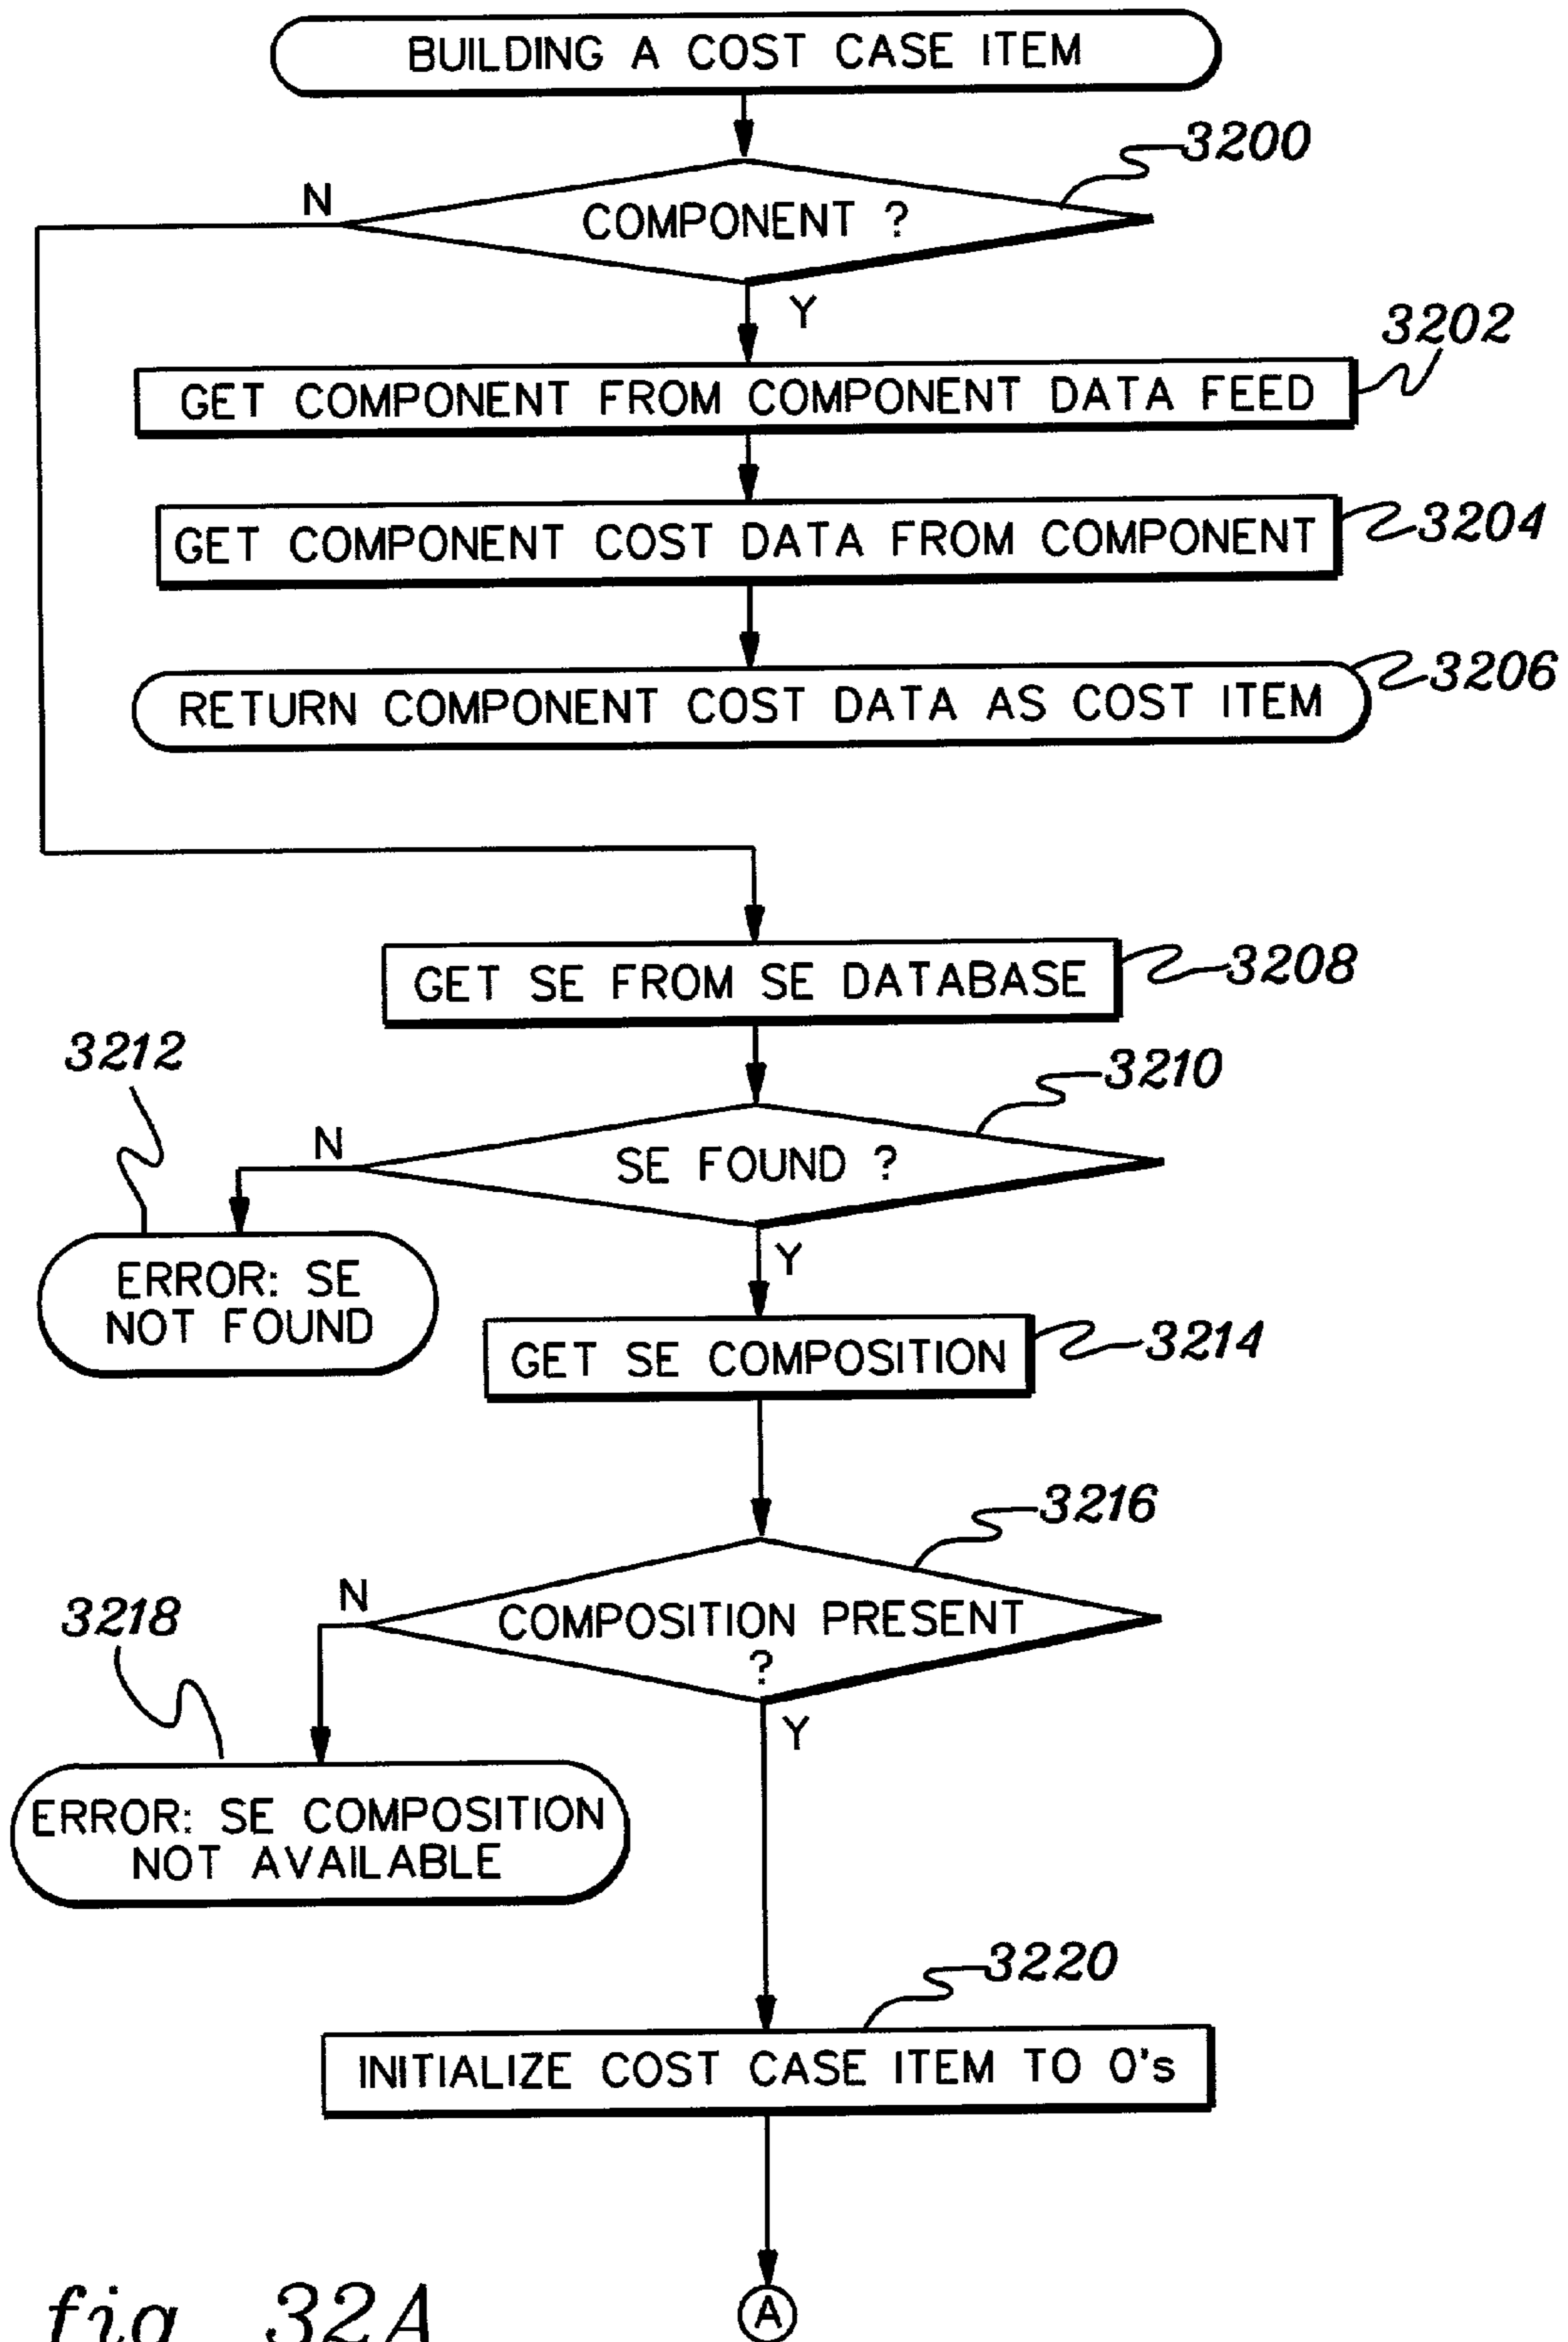 BUILDING A COST CASE ITEM
3200
N
COMPONENT ?
Y
3202
GET COMPONENT FROM COMPONENT DATA FEED
GET COMPONENT COST DATA FROM COMPONENT
3204
RETURN COMPONENT COST DATA AS COST ITEM
3206
GET SE FROM SE DATABASE
3208
3212
3210
N
SE FOUND ?
Y
ERROR: SE
NOT FOUND
GET SE COMPOSITION
3214
3216
N
3218
COMPOSITION PRESENT
?
Y
ERROR: SE COMPOSITION
NOT AVAILABLE
3220
INITIALIZE COST CASE ITEM TO 0's
A
fig 32A